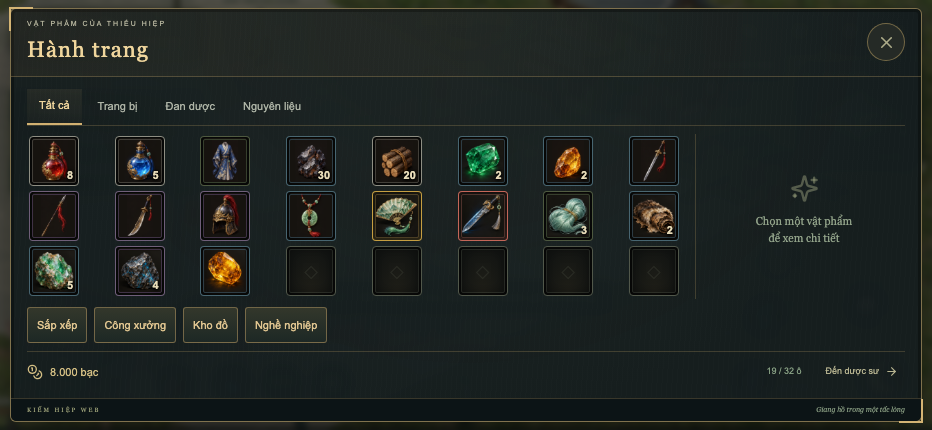 VẬT PHẨM CỦA THIẾU HIỆP
Hành trang
Tất cả
Trang bị
Đan dược
Nguyên liệu
8
5
30
20
2
2
3
2
5
4
Chọn một vật phẩm
để xem chi tiết
Sắp xếp
Công xưởng
Kho đồ
Nghề nghiệp
8.000 bạc
19 / 32 ô
Đến dược sư
KIẾM HIỆP WEB
Giang hồ trong một tấc lòng